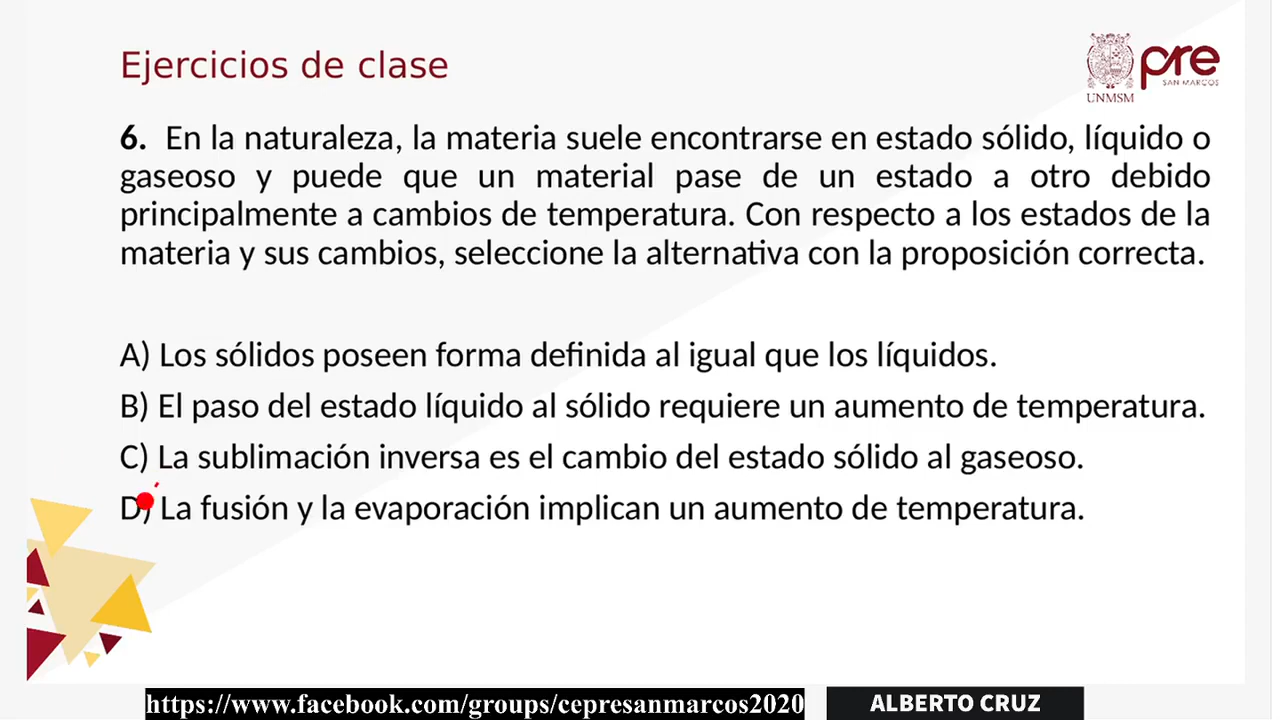 Ejercicios de clase
pre
SAN MARCOS
UNMSM
6. En la naturaleza, la materia suele encontrarse en estado sólido, líquido o
gaseoso y puede que un material pase de un estado a otro debido
principalmente a cambios de temperatura. Con respecto a los estados de la
materia y sus cambios, seleccione la alternativa con la proposición correcta.
A) Los sólidos poseen forma definida al igual que los líquidos.
B) El paso del estado líquido al sólido requiere un aumento de temperatura.
C) La sublimación inversa es el cambio del estado sólido al gaseoso.
D) La fusión y la evaporación implican un aumento de temperatura.
https://www.facebook.com/groups/cepresanmarcos2020
ALBERTO CRUZ